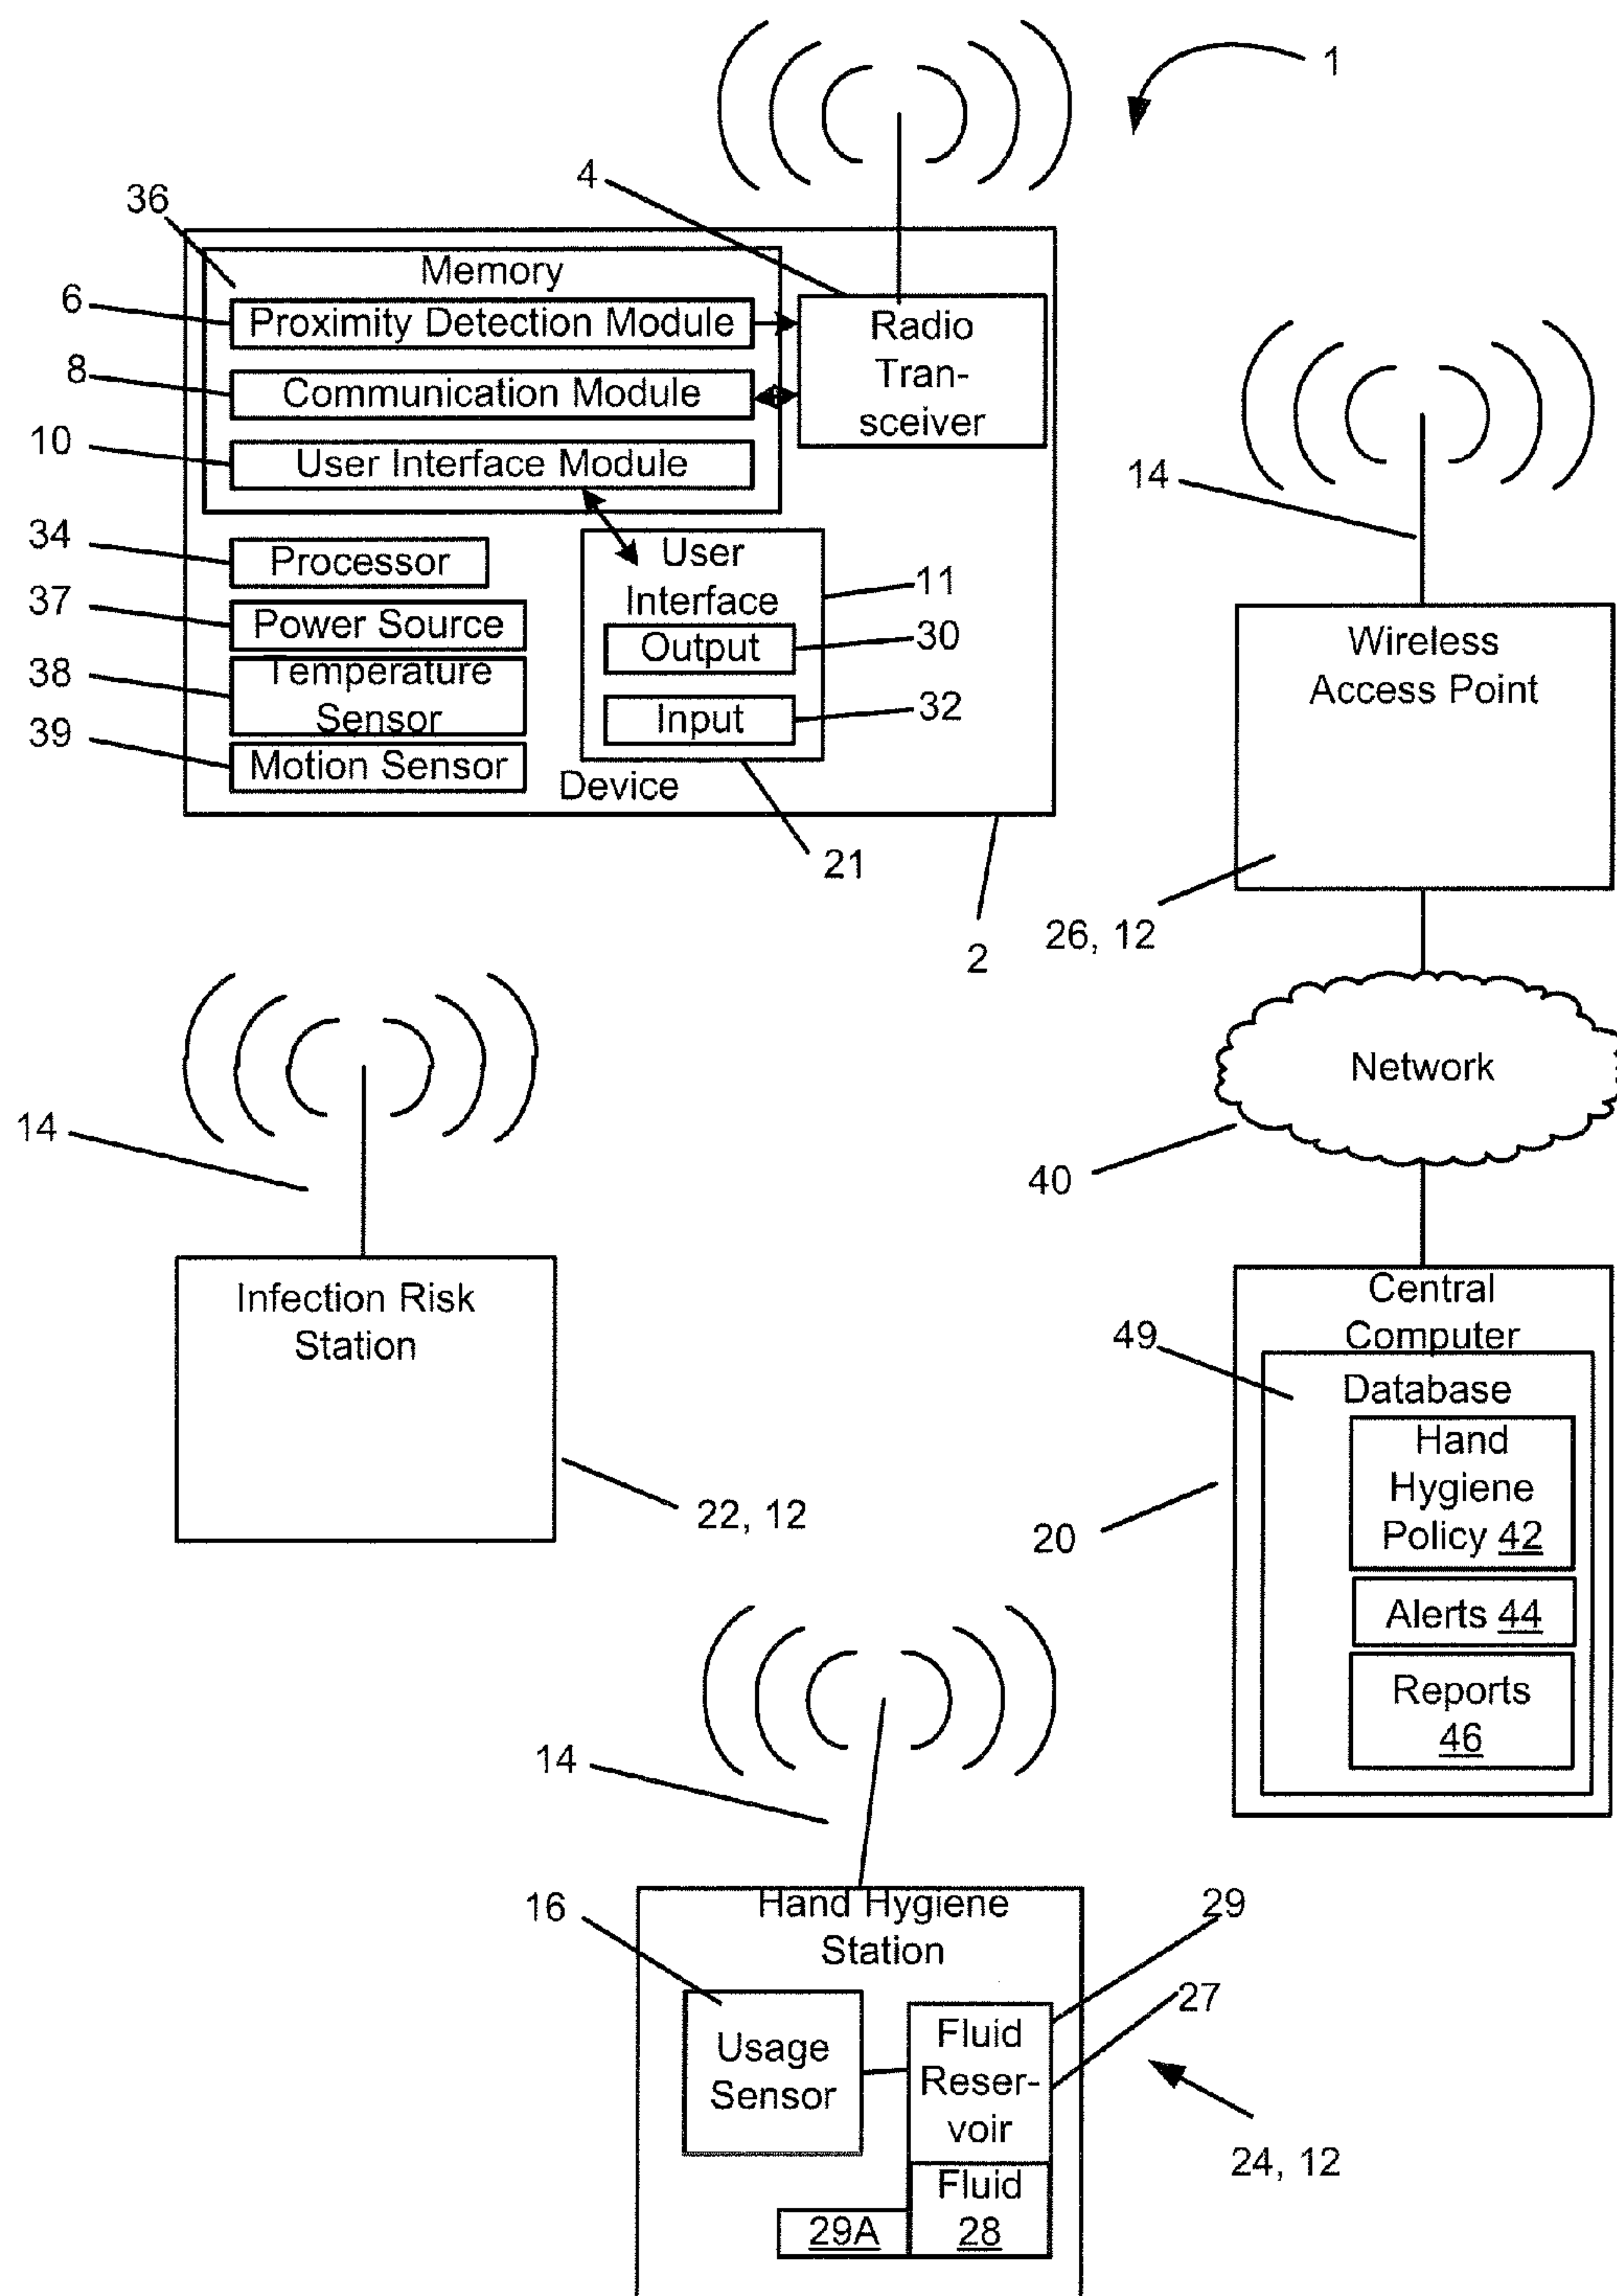 1
4
36
Memory
6
Proximity Detection Module
Radio
Tran-
sceiver
8
Communication Module
10
User Interface Module
34
Processor
User
Interface
11
37
Power Source
Output
30
38
Temperature
Sensor
Input
32
39
Motion Sensor
Device
21
2
14
Wireless
Access Point
26, 12
Network
40
14
Infection Risk
Station
22, 12
Central
Computer
49
Database
Hand
Hygiene
Policy 42
20
Alerts 44
Reports
46
14
Hand Hygiene
Station
16
29
Usage
Sensor
Fluid
Reser-
voir
27
24, 12
Fluid
28
29A